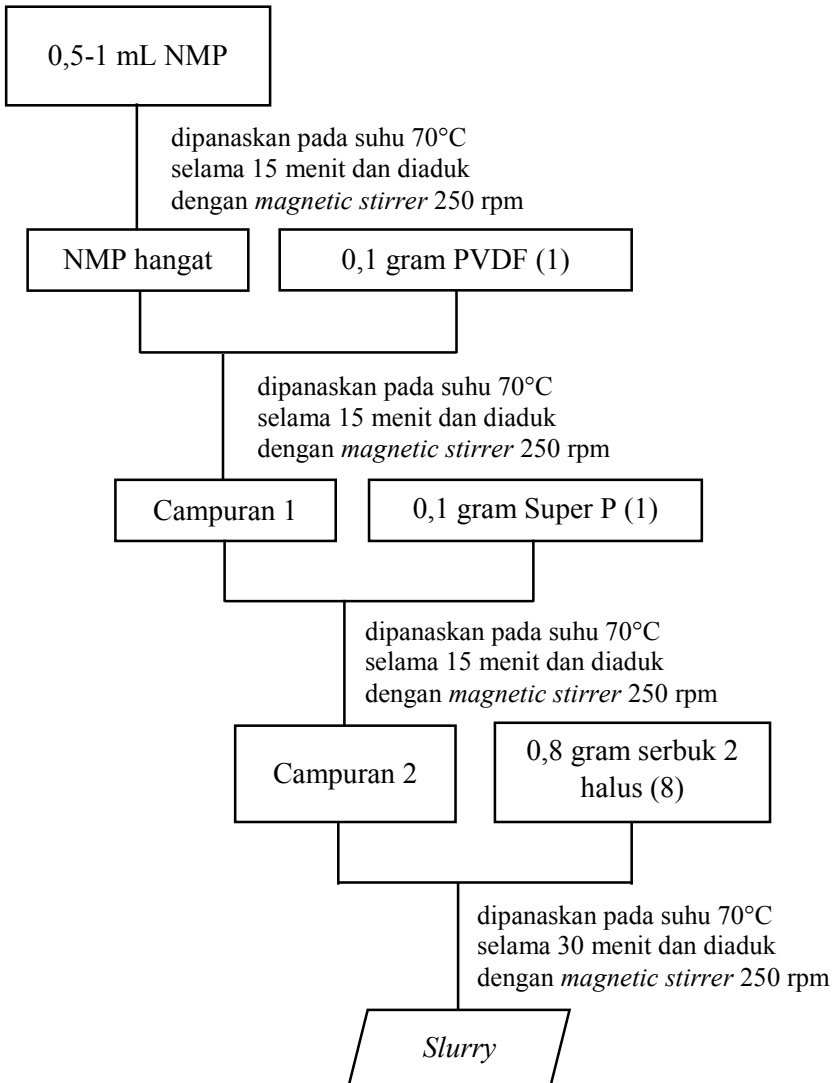 0,5-1 mL NMP
dipanaskan pada suhu 70°C
selama 15 menit dan diaduk
dengan magnetic stirrer 250 rpm
NMP hangat
0,1 gram PVDF (1)
dipanaskan pada suhu 70°C
selama 15 menit dan diaduk
dengan magnetic stirrer 250 rpm
Campuran 1
0,1 gram Super P (1)
dipanaskan pada suhu 70°C
selama 15 menit dan diaduk
dengan magnetic stirrer 250 rpm
Campuran 2
0,8 gram serbuk 2
halus (8)
dipanaskan pada suhu 70°C
selama 30 menit dan diaduk
dengan magnetic stirrer 250 rpm
Slurry